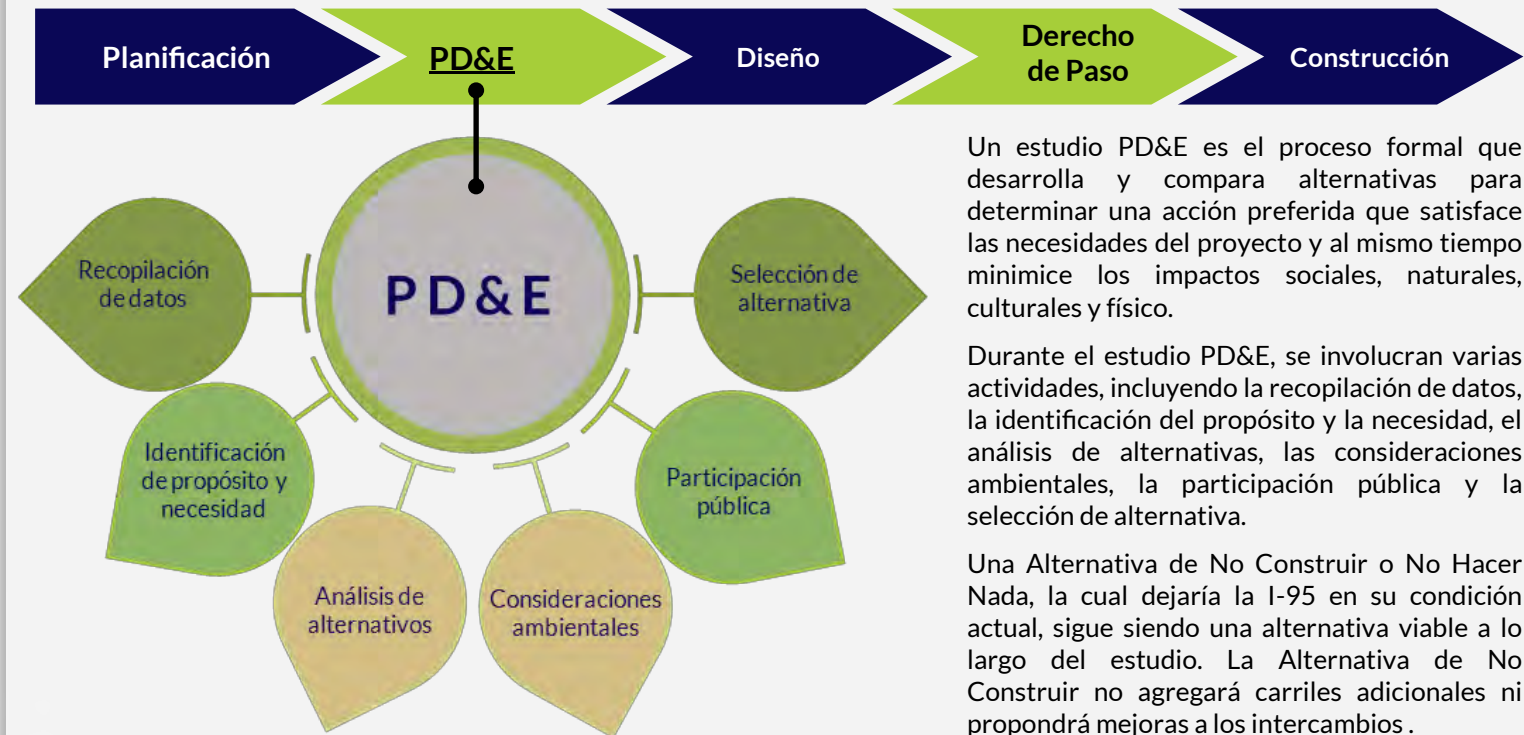 Planificación
PD&E
Diseño
Derecho
de Paso
Construcción
PD&E
Recopilación
de datos
Identificación
de propósito y
necesidad
Análisis de
alternativos
Consideraciones
ambientales
Participación
pública
Selección de
alternativa
Un estudio PD&E es el proceso formal que
desarrolla y compara alternativas para
determinar una acción preferida que satisface
las necesidades del proyecto y al mismo tiempo
minimice los impactos sociales, naturales,
culturales y físico.
Durante el estudio PD&E, se involucran varias
actividades, incluyendo la recopilación de datos,
la identificación del propósito y la necesidad, el
análisis de alternativas, las consideraciones
ambientales, la participación pública y la
selección de alternativa.
Una Alternativa de No Construir o No Hacer
Nada, la cual dejaría la I-95 en su condición
actual, sigue siendo una alternativa viable a lo
largo del estudio. La Alternativa de No
Construir no agregará carriles adicionales ni
propondrá mejoras a los intercambios .